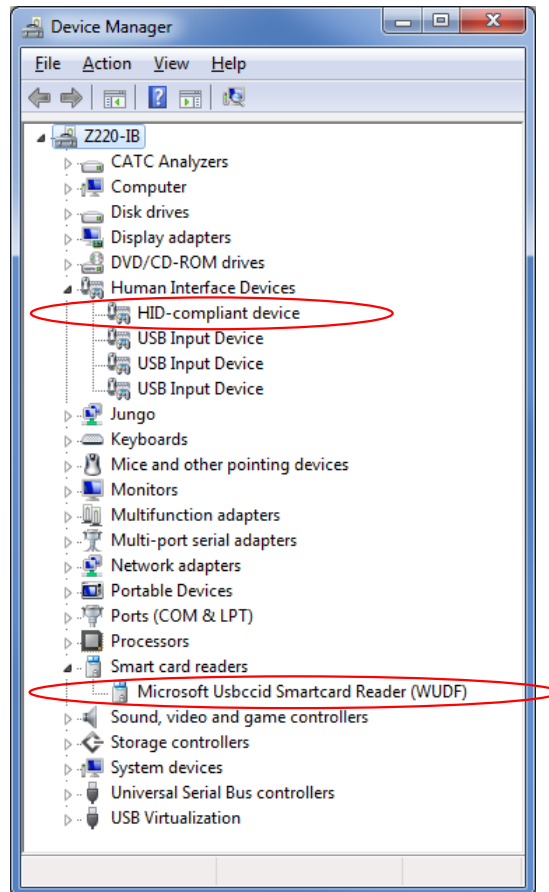 Device Manager
File Action View Help
Z220-IB
CATC Analyzers
Computer
Disk drives
Display adapters
DVD/CD-ROM drives
Human Interface Devices
HID-compliant device
USB Input Device
USB Input Device
USB Input Device
Jungo
Keyboards
Mice and other pointing devices
Monitors
Multifunction adapters
Multi-port serial adapters
Network adapters
Portable Devices
Ports (COM & LPT)
Processors
Smart card readers
Microsoft Usbccid Smartcard Reader (WUDF)
Sound, video and game controllers
Storage controllers
System devices
Universal Serial Bus controllers
USB Virtualization